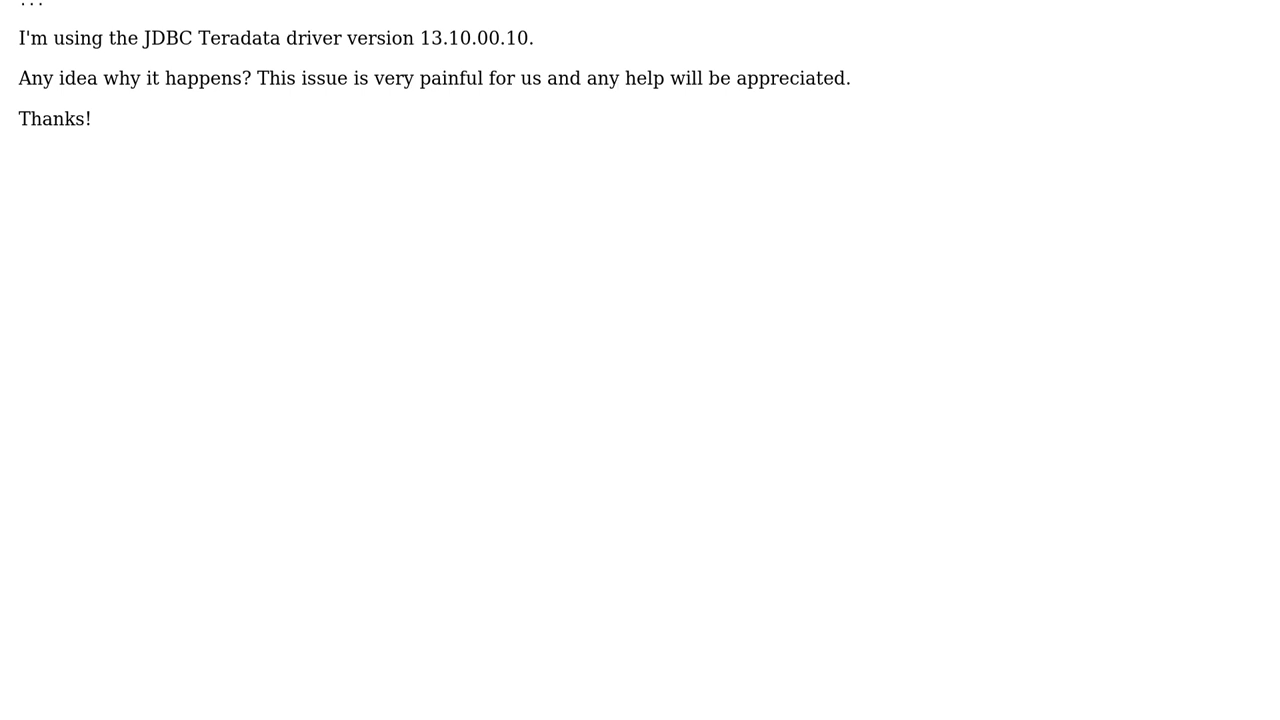 ...
I'm using the JDBC Teradata driver version 13.10.00.10.
Any idea why it happens? This issue is very painful for us and any help will be appreciated.
Thanks!